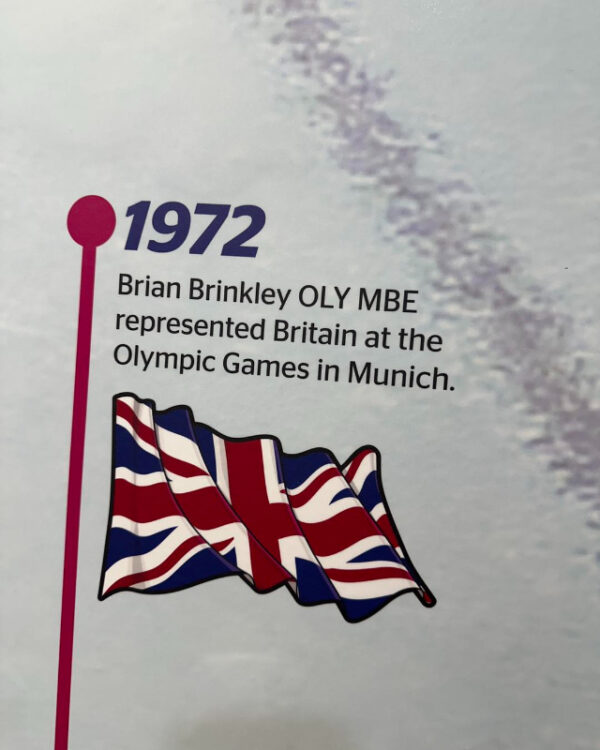 1972
Brian Brinkley OLY MBE
represented Britain at the
Olympic Games in Munich.